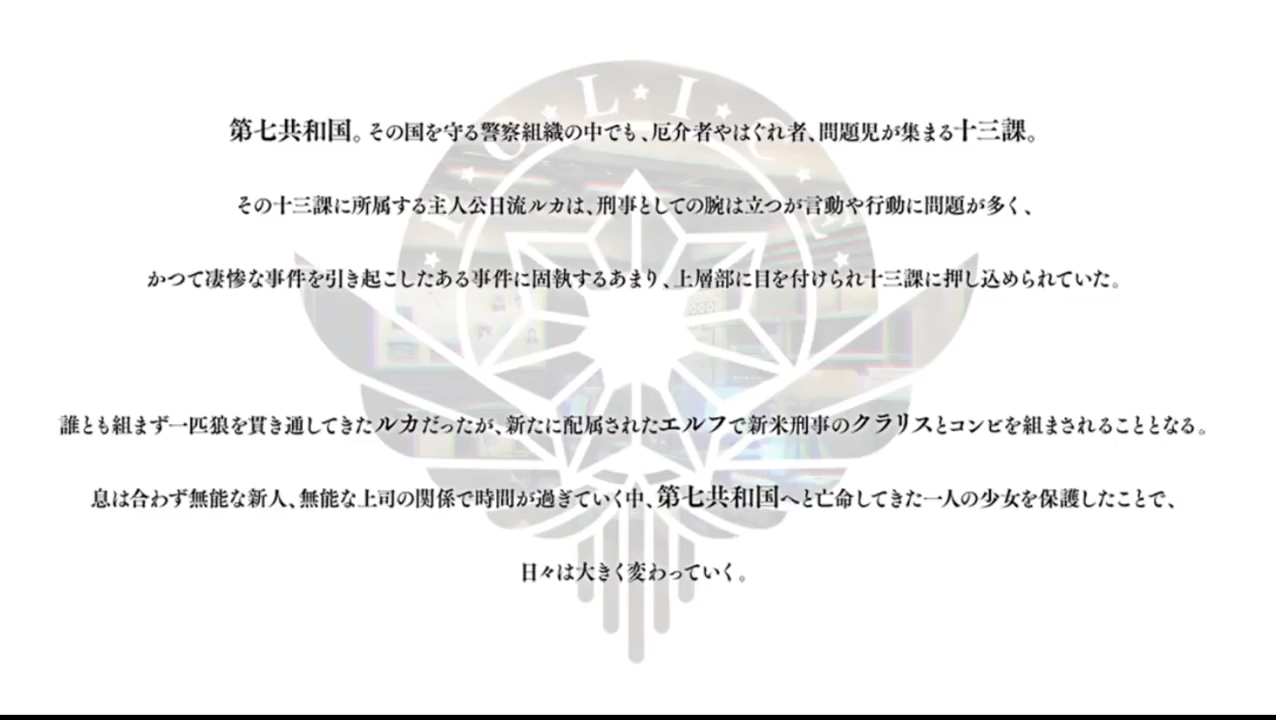 第七共和国。その国を守る警察組織の中でも、厄介者やはぐれ者、問題児が集まる十三課。
その十三課に所属する主人公日流ルカは、刑事としての腕は立つが言動や行動に問題が多く、
かつて凄惨な事件を引き起こしたある事件に固執するあまり、上層部に目を付けられ十三課に押し込められていた。
誰とも組まず一匹狼を貫き通してきたルカだったが、新たに配属されたエルフで新米刑事のクラリスとコンビを組まされることとなる。
息は合わず無能な新人、無能な上司の関係で時間が過ぎていく中、第七共和国へと亡命してきた一人の少女を保護したことで、
日々は大きく変わっていく。